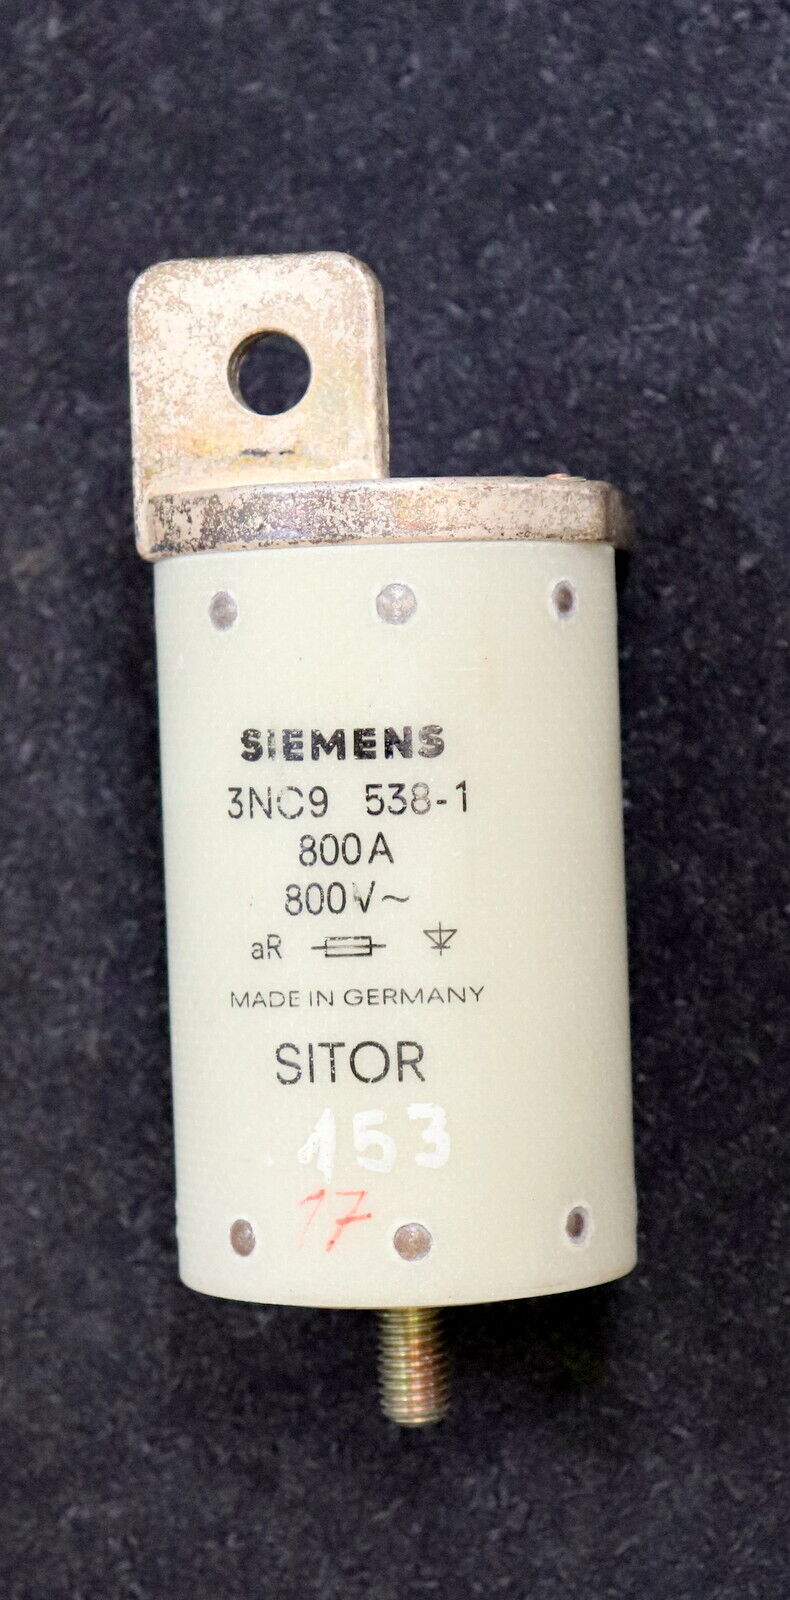 SIEMENS
3NC9 538-1
800A
800V~
aR
MADE IN GERMANY
SITOR
153
17